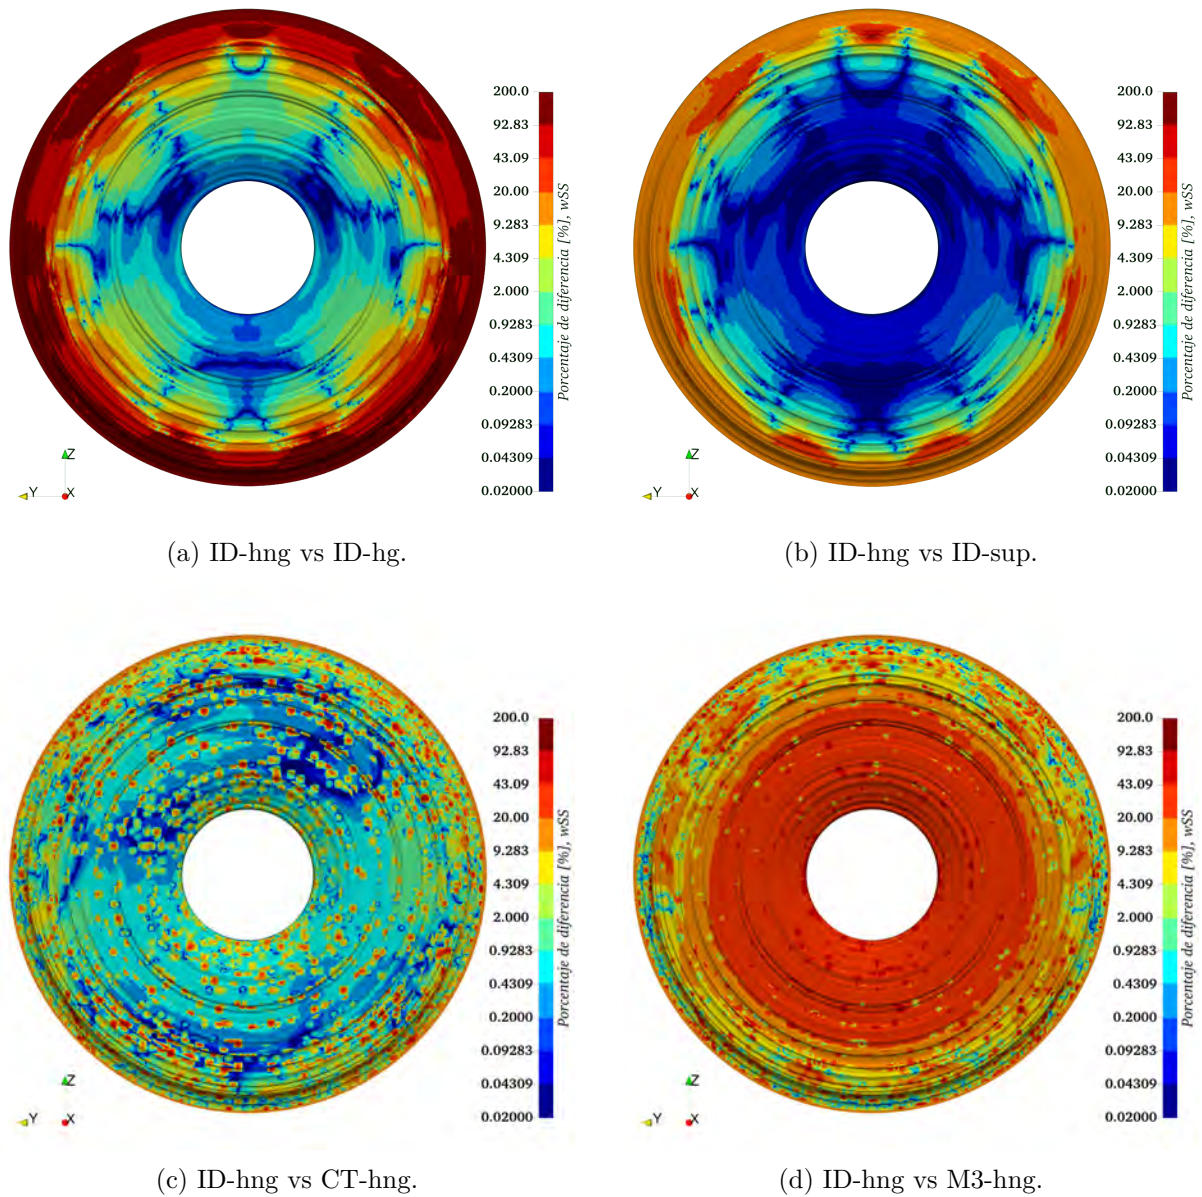 200.0
92.83
43.09
20.00
9.283
4.309
2.000
0.9283
0.4309
0.2000
0.09283
0.04309
0.02000
Porcentaje de diferencia [%], wSS
Z
Y
X
(a) ID-hng vs ID-hg.
200.0
92.83
43.09
20.00
9.283
4.309
2.000
0.9283
0.4309
0.2000
0.09283
0.04309
0.02000
Porcentaje de diferencia [%], wSS
Z
Y
X
(b) ID-hng vs ID-sup.
200.0
92.83
43.09
20.00
9.283
4.309
2.000
0.9283
0.4309
0.2000
0.09283
0.04309
0.02000
Porcentaje de diferencia [%], wSS
Z
Y
X
(c) ID-hng vs CT-hng.
200.0
92.83
43.09
20.00
9.283
4.309
2.000
0.9283
0.4309
0.2000
0.09283
0.04309
0.02000
Porcentaje de diferencia [%], wSS
Z
Y
X
(d) ID-hng vs M3-hng.